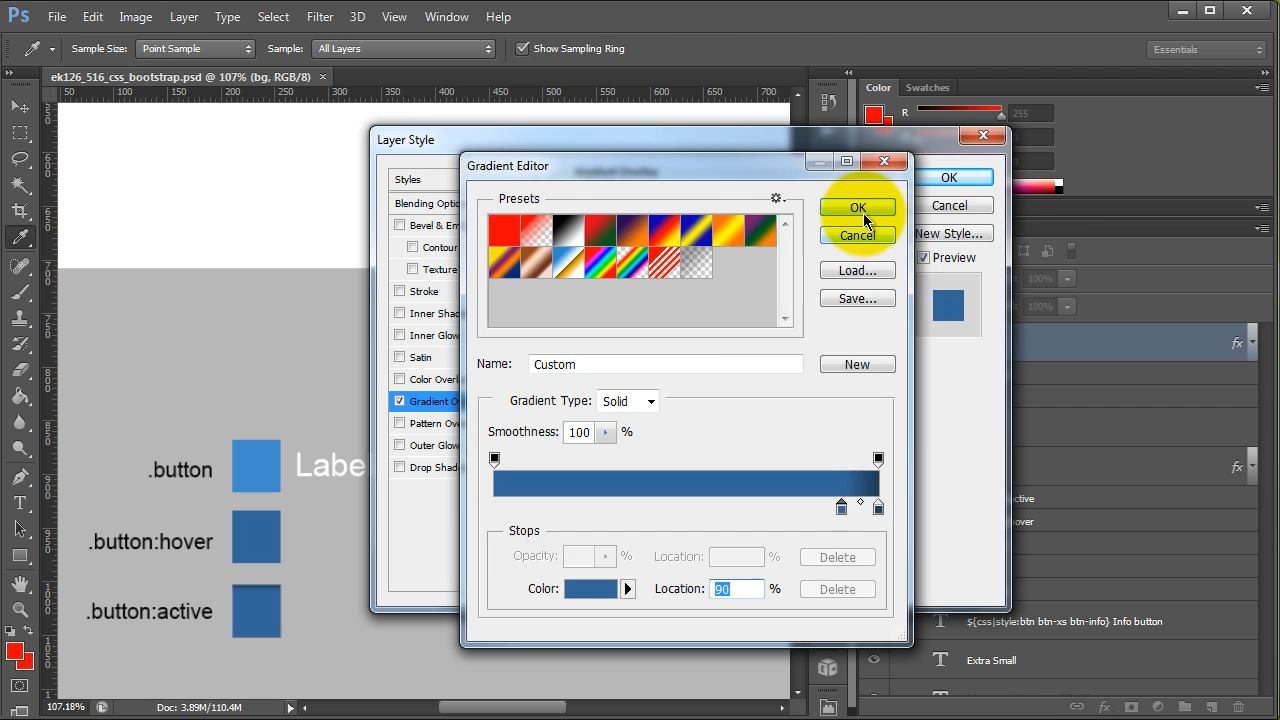 Ps File Edit Image Layer Type Select Filter 3D View Window Help
Sample Size: Point Sample Sample: All Layers Show Sampling Ring Essentials
ek126_516_css_bootstrap.psd @ 107% (bg, RGB/8) ×
50 100 150 200 250 300 350 400 450 500 550 600 650 700
Color Swatches
R 255
Layer Style
Gradient Editor
Styles
Blending Optio
Bevel & Em
Contour
Texture
Stroke
Inner Shad
Inner Glow
Satin
Color Overl
Gradient O
Pattern Ove
Outer Glow
Drop Shad
Presets
OK
Cancel
Load...
Save...
Name: Custom
New
Gradient Type: Solid
Smoothness: 100 %
Stops
Opacity: % Location: % Delete
Color: Location: 90 % Delete
OK
Cancel
New Style...
Preview
100%
100%
fx
fx
active
hover
.button Labe
.button:hover
.button:active
T ${css|style:btn btn-xs btn-info} Info button
T Extra Small
107.18% Doc: 3.89M/110.4M
fx